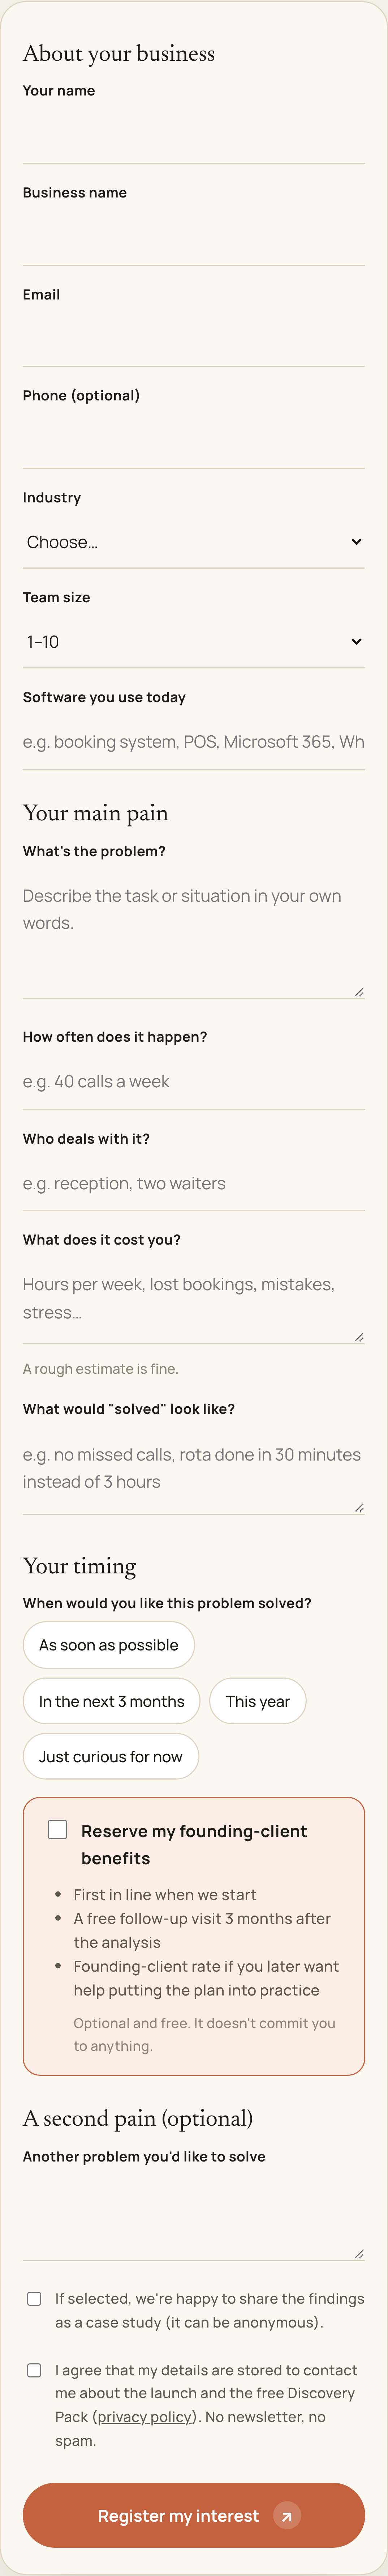 About your business
Your name
Business name
Email
Phone (optional)
Industry
Choose...
Team size
1–10
Software you use today
e.g. booking system, POS, Microsoft 365, Wh
Your main pain
What's the problem?
Describe the task or situation in your own
words.
How often does it happen?
e.g. 40 calls a week
Who deals with it?
e.g. reception, two waiters
What does it cost you?
Hours per week, lost bookings, mistakes,
stress...
A rough estimate is fine.
What would "solved" look like?
e.g. no missed calls, rota done in 30 minutes
instead of 3 hours
Your timing
When would you like this problem solved?
As soon as possible
In the next 3 months This year
Just curious for now
Reserve my founding-client
benefits
• First in line when we start
• A free follow-up visit 3 months after
the analysis
• Founding-client rate if you later want
help putting the plan into practice
Optional and free. It doesn't commit you
to anything.
A second pain (optional)
Another problem you'd like to solve
If selected, we're happy to share the findings
as a case study (it can be anonymous).
I agree that my details are stored to contact
me about the launch and the free Discovery
Pack (privacy policy). No newsletter, no
spam.
Register my interest